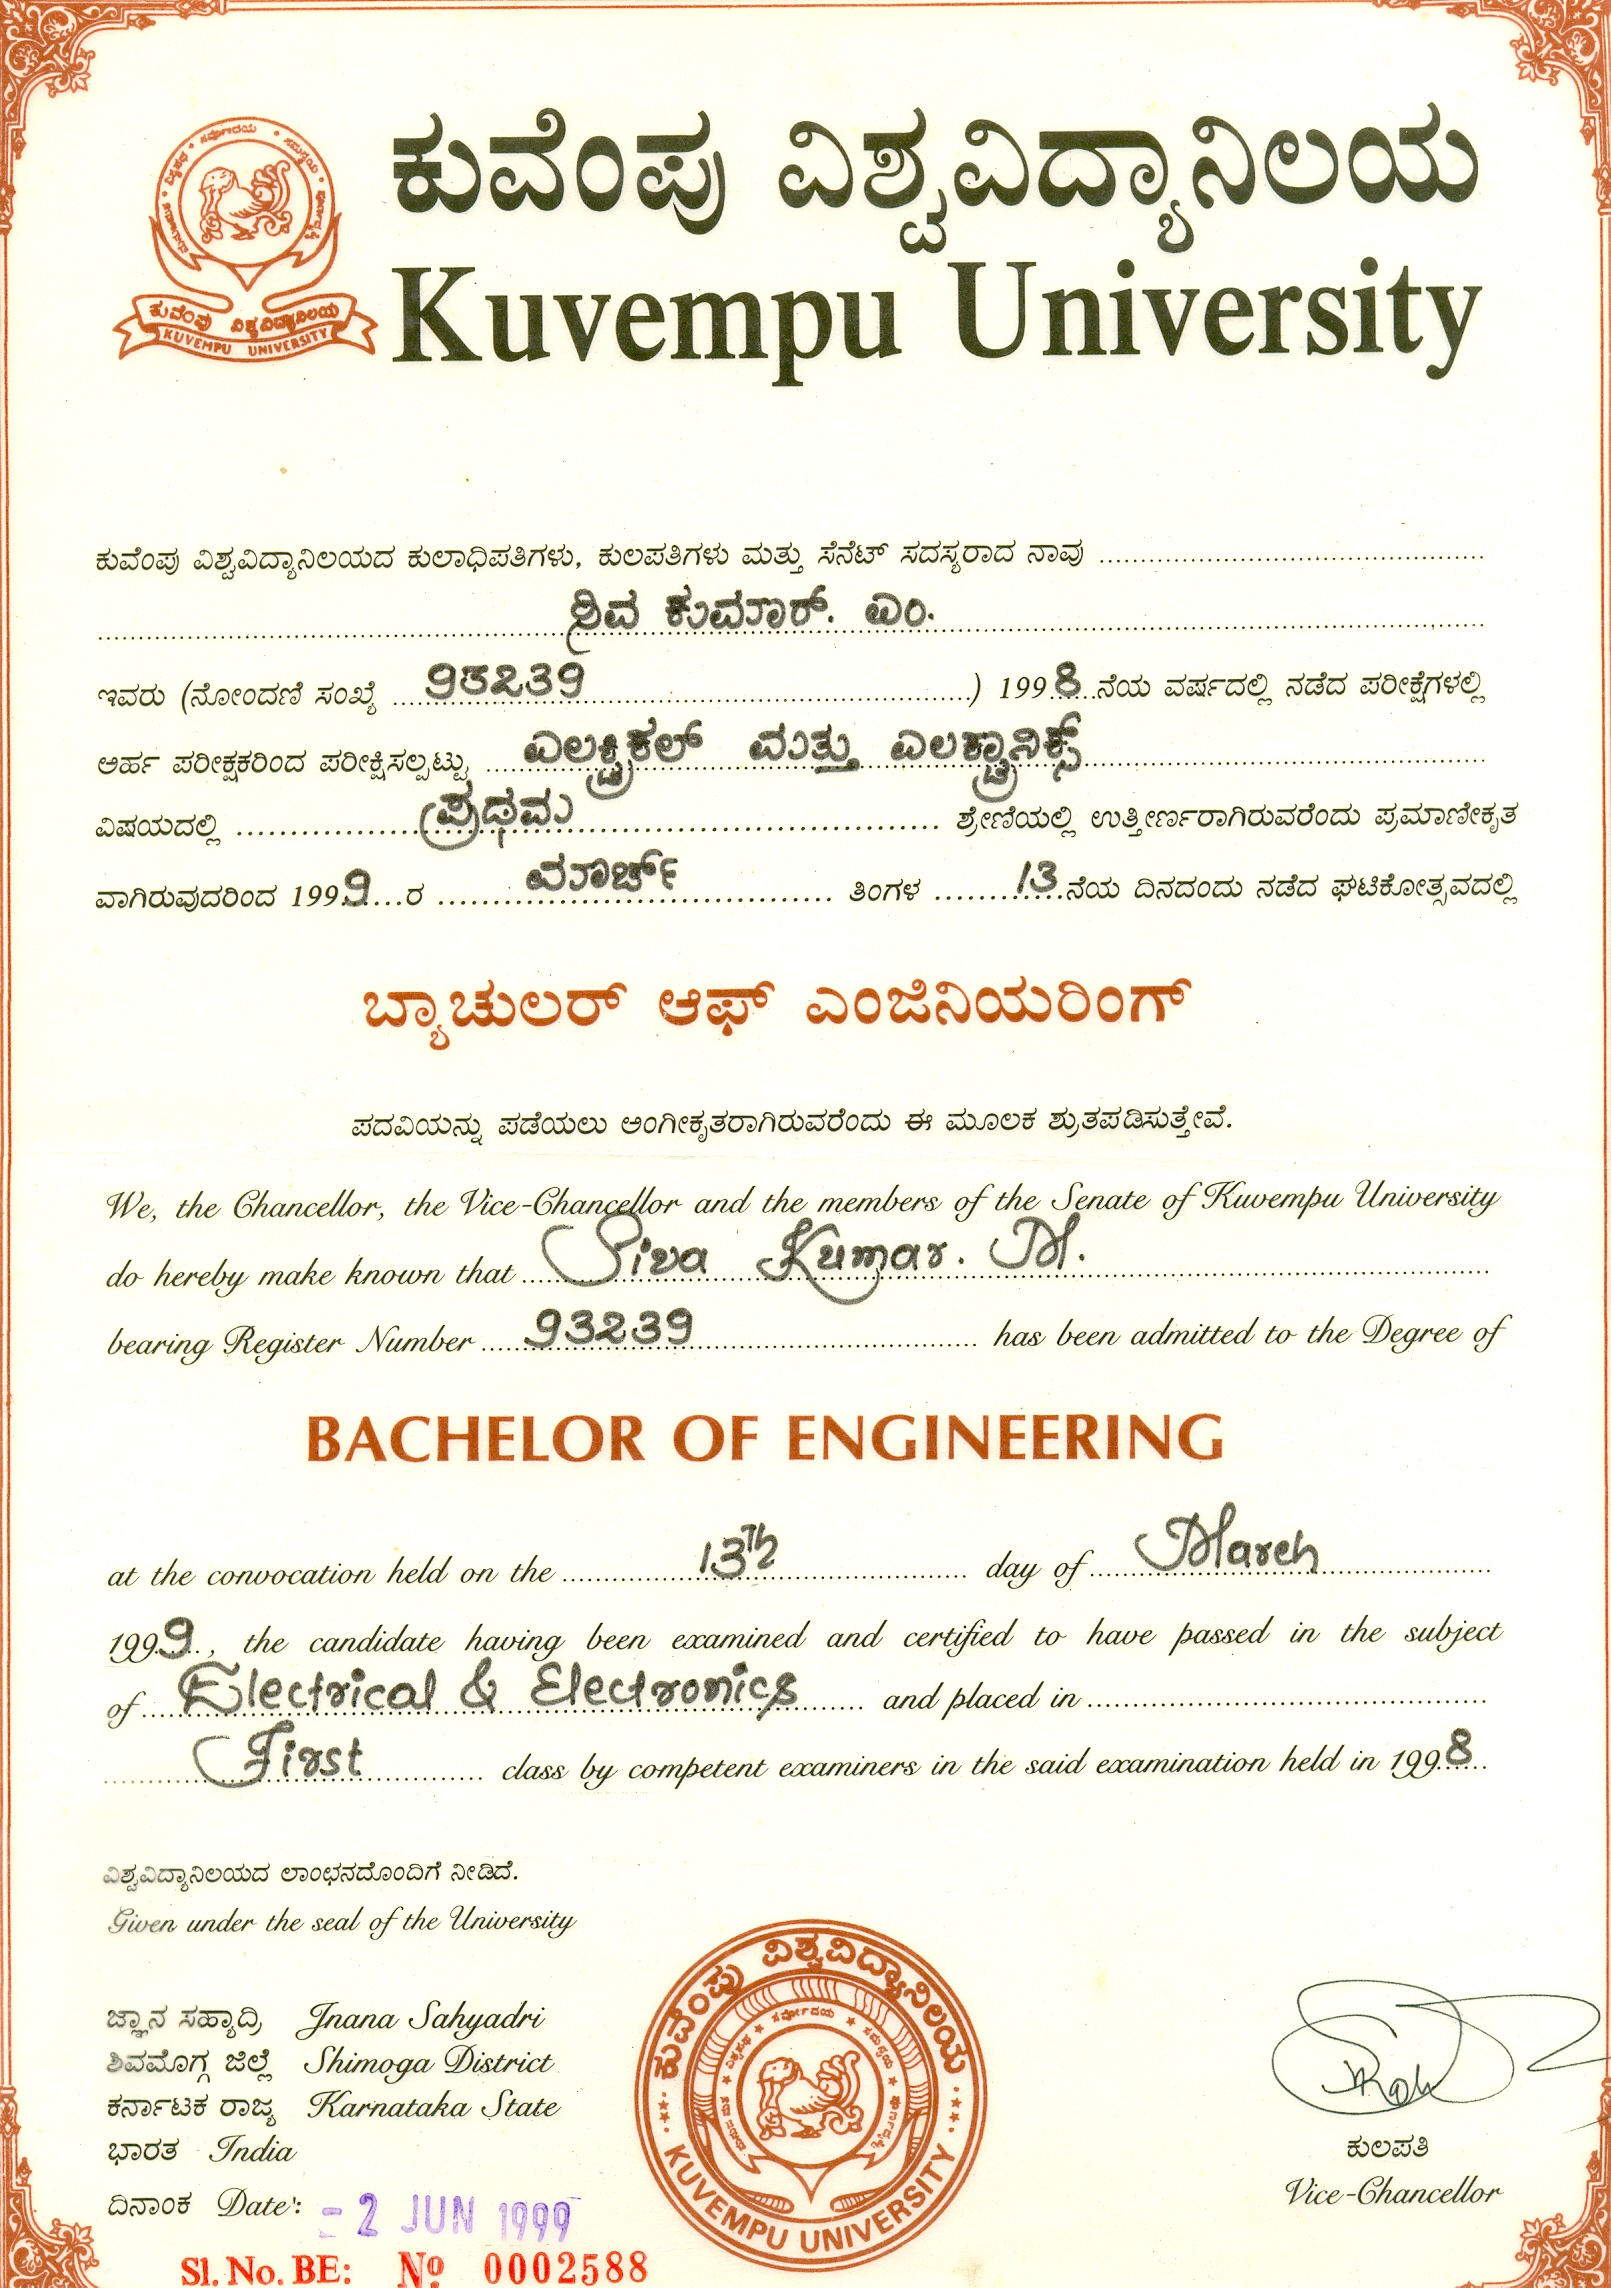 ಕುವೆಂಪು ವಿಶ್ವವಿದ್ಯಾನಿಲಯ
Kuvempu University
ಕುವೆಂಪು ವಿಶ್ವವಿದ್ಯಾನಿಲಯ
KUVEMPU UNIVERSITY
ಕುವೆಂಪು ವಿಶ್ವವಿದ್ಯಾನಿಲಯದ ಕುಲಾಧಿಪತಿಗಳು, ಕುಲಪತಿಗಳು ಮತ್ತು ಸೆನೆಟ್ ಸದಸ್ಯರಾದ ನಾವು
ಶಿವ ಕುಮಾರ್. ಎಂ.
ಇವರು (ನೋಂದಣಿ ಸಂಖ್ಯೆ 93239) 1998ನೆಯ ವರ್ಷದಲ್ಲಿ ನಡೆದ ಪರೀಕ್ಷೆಗಳಲ್ಲಿ
ಅರ್ಹ ಪರೀಕ್ಷಕರಿಂದ ಪರೀಕ್ಷಿಸಲ್ಪಟ್ಟು ಎಲಕ್ಟ್ರಿಕಲ್ ಮತ್ತು ಎಲಕ್ಟ್ರಾನಿಕ್ಸ್
ವಿಷಯದಲ್ಲಿ ಪ್ರಥಮ ಶ್ರೇಣಿಯಲ್ಲಿ ಉತ್ತೀರ್ಣರಾಗಿರುವರೆಂದು ಪ್ರಮಾಣೀಕೃತ
ವಾಗಿರುವುದರಿಂದ 1999 ರ ಮಾರ್ಚ್ ತಿಂಗಳ 13 ನೆಯ ದಿನದಂದು ನಡೆದ ಘಟಿಕೋತ್ಸವದಲ್ಲಿ
ಬ್ಯಾಚುಲರ್ ಆಫ್ ಎಂಜಿನಿಯರಿಂಗ್
ಪದವಿಯನ್ನು ಪಡೆಯಲು ಅಂಗೀಕೃತರಾಗಿರುವರೆಂದು ಈ ಮೂಲಕ ಶ್ರುತಪಡಿಸುತ್ತೇವೆ.
We, the Chancellor, the Vice-Chancellor and the members of the Senate of Kuvempu University
do hereby make known that Siva Kumar. M.
bearing Register Number 93239 has been admitted to the Degree of
BACHELOR OF ENGINEERING
at the convocation held on the 13Th day of March
1999, the candidate having been examined and certified to have passed in the subject
of Electrical & Electronics and placed in
First class by competent examiners in the said examination held in 1998
ವಿಶ್ವವಿದ್ಯಾನಿಲಯದ ಲಾಂಛನದೊಂದಿಗೆ ನೀಡಿದೆ.
Given under the seal of the University
ಜ್ಞಾನ ಸಹ್ಯಾದ್ರಿ Jnana Sahyadri
ಶಿವಮೊಗ್ಗ ಜಿಲ್ಲೆ Shimoga District
ಕರ್ನಾಟಕ ರಾಜ್ಯ Karnataka State
ಭಾರತ India
ದಿನಾಂಕ Date: - 2 JUN 1999
Sl. No. BE: No 0002588
ಕುವೆಂಪು ವಿಶ್ವವಿದ್ಯಾನಿಲಯ
KUVEMPU UNIVERSITY
ಕುಲಪತಿ
Vice-Chancellor